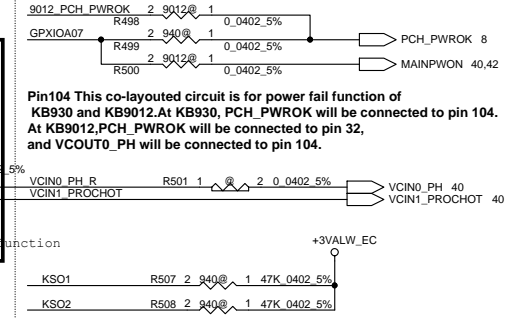 9012_PCH_PWROK 2 9012@ 1
R498 0_0402_5%
GPXIOA07 2 940@ 1 PCH_PWROK 8
R499 0_0402_5%
2 9012@ 1 MAINPWON 40,42
R500 0_0402_5%
Pin104 This co-layouted circuit is for power fail function of
KB930 and KB9012.At KB930, PCH_PWROK will be connected to pin 104.
At KB9012,PCH_PWROK will be connected to pin 32,
and VCOUT0_PH will be connected to pin 104.
_5%
VCIN0_PH_R R501 1 @ 2 0_0402_5% VCIN0_PH 40
VCIN1_PROCHOT VCIN1_PROCHOT 40
unction
+3VALW_EC
KSO1 R507 2 940@ 1 47K_0402_5%
KSO2 R508 2 940@ 1 47K_0402_5%